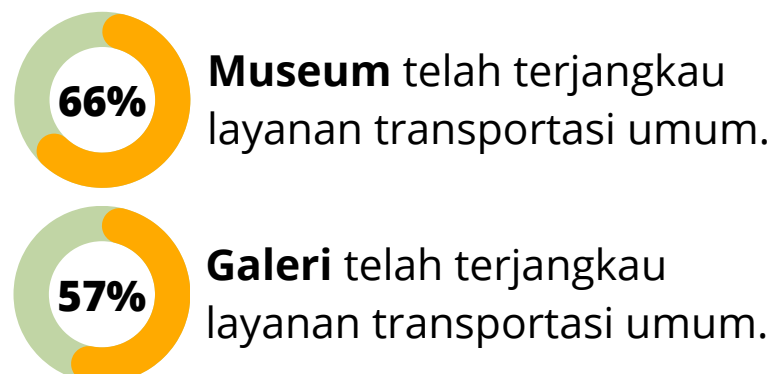 66%
Museum telah terjangkau
layanan transportasi umum.
57%
Galeri telah terjangkau
layanan transportasi umum.